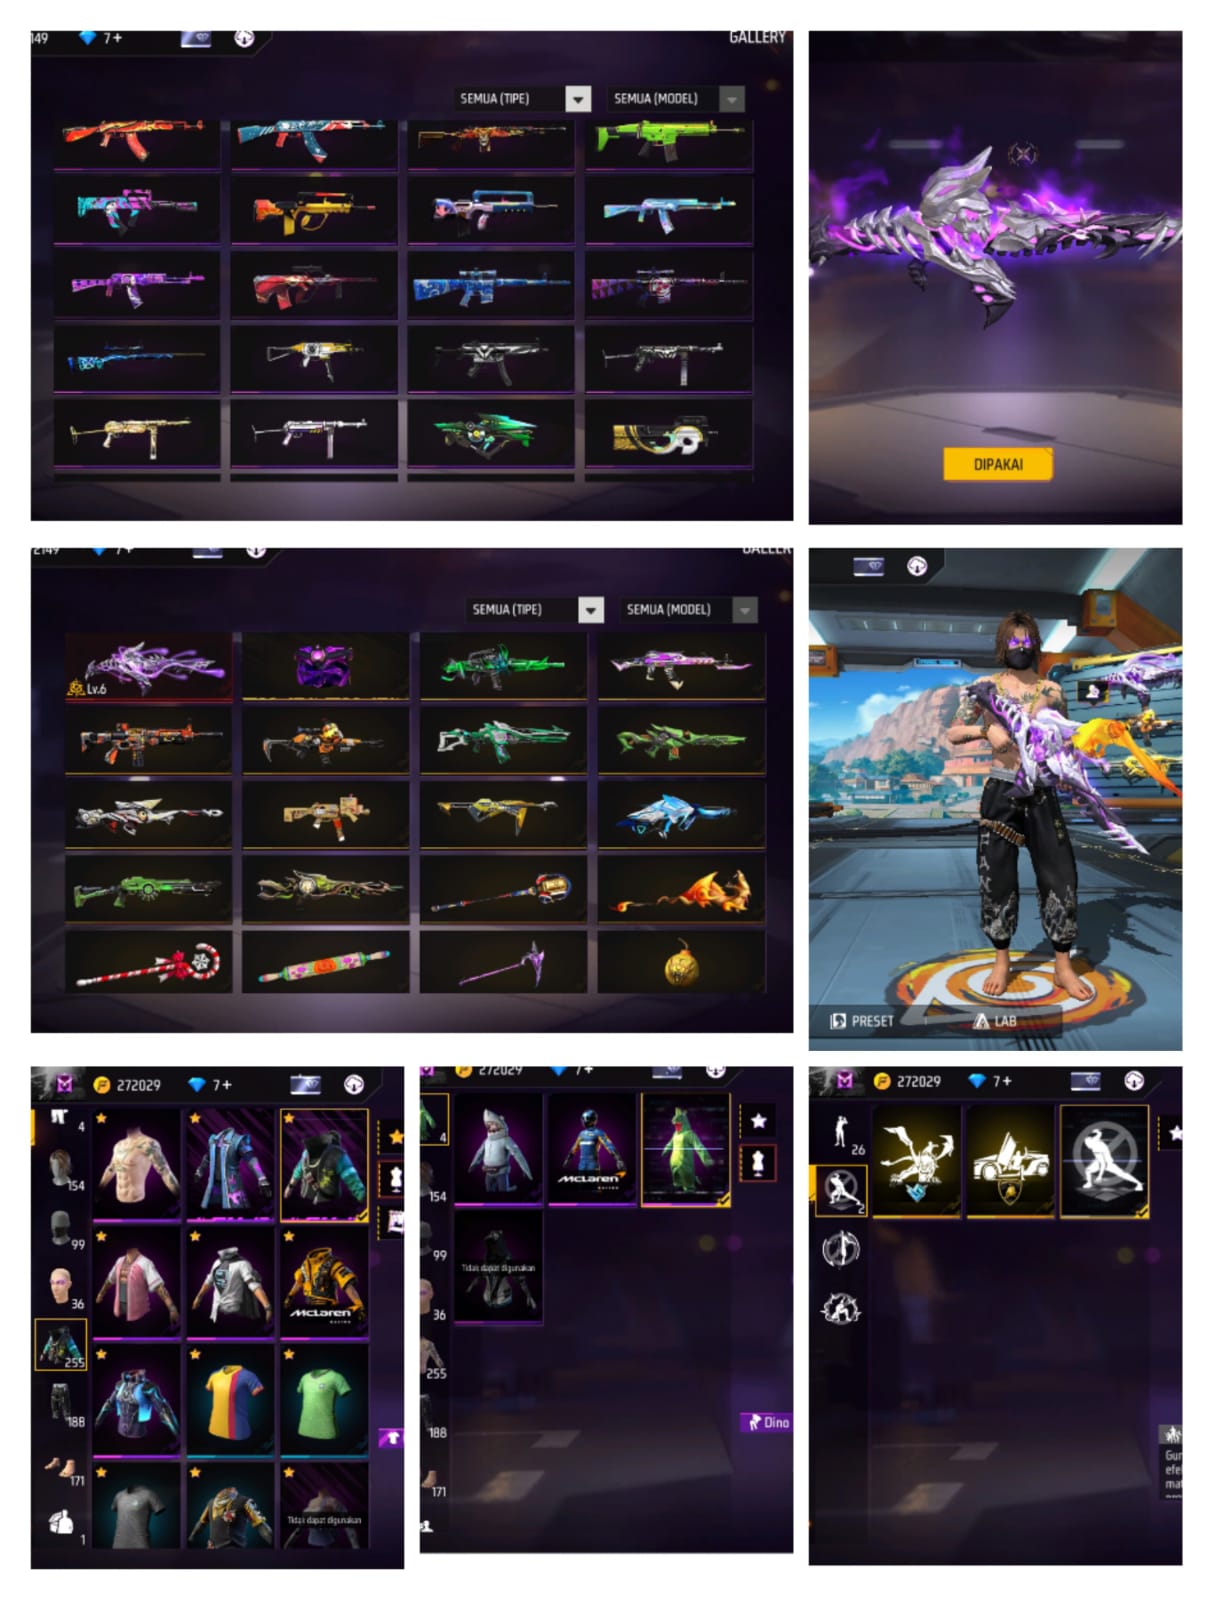 149 7+ GALLERY
SEMUA (TIPE) SEMUA (MODEL)
DIPAKAI
2149 7+ GALLER
SEMUA (TIPE) SEMUA (MODEL)
Lv.6
PRESET LAB
272029 7+
4
154
99
36
255
188
171
1
McLaren
Tidak dapat digunakan
272029 7+
4
154
99
36
255
188
171
McLaren
Tidak dapat digunakan
Dino
272029 7+
26
2
Gun
efe
mat